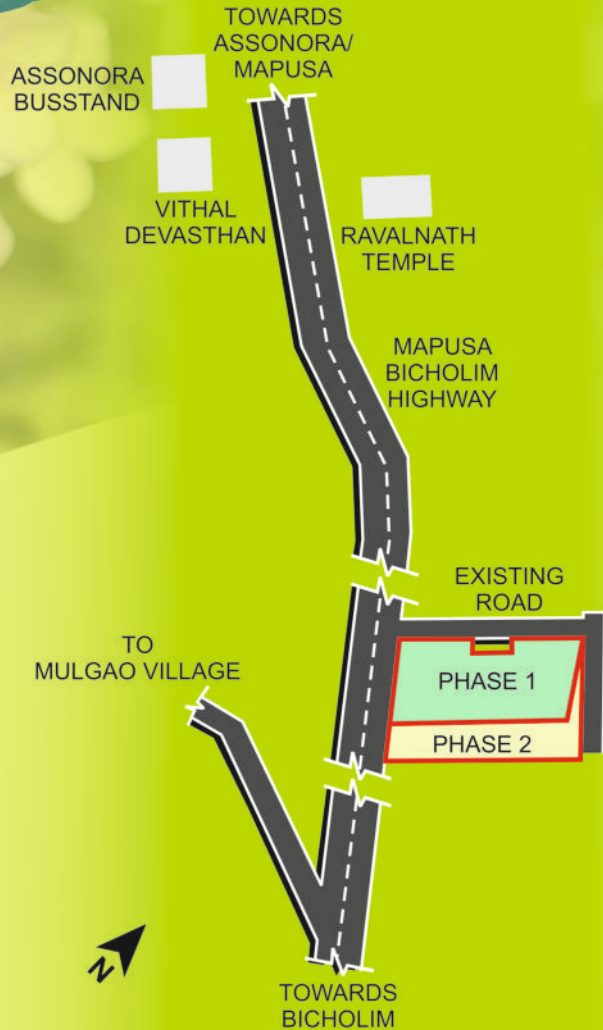 TOWARDS
ASSONORA/
MAPUSA
ASSONORA
BUSSTAND
VITHAL
DEVASTHAN
RAVALNATH
TEMPLE
MAPUSA
BICHOLIM
HIGHWAY
EXISTING
ROAD
TO
MULGAO VILLAGE
PHASE 1
PHASE 2
N
TOWARDS
BICHOLIM